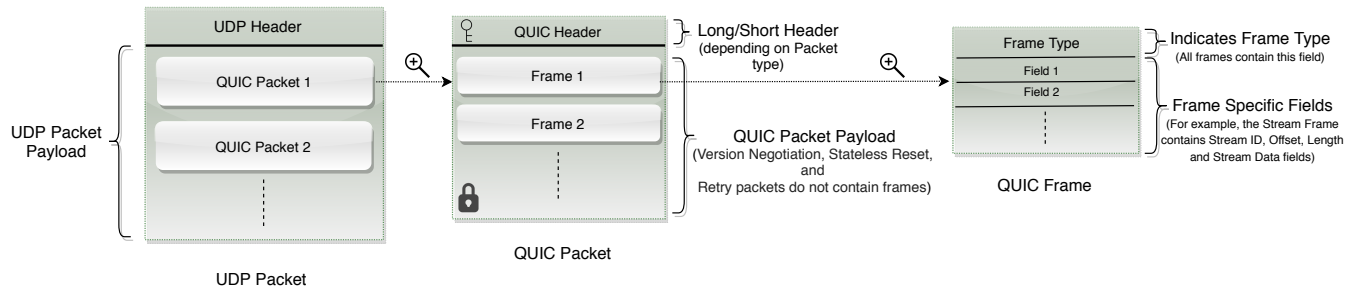 UDP Header
QUIC Packet 1
QUIC Packet 2
UDP Packet
Payload
UDP Packet
QUIC Header
Frame 1
Frame 2
QUIC Packet
Long/Short Header
(depending on Packet
type)
QUIC Packet Payload
(Version Negotiation, Stateless Reset,
and
Retry packets do not contain frames)
Frame Type
Field 1
Field 2
QUIC Frame
Indicates Frame Type
(All frames contain this field)
Frame Specific Fields
(For example, the Stream Frame
contains Stream ID, Offset, Length
and Stream Data fields)